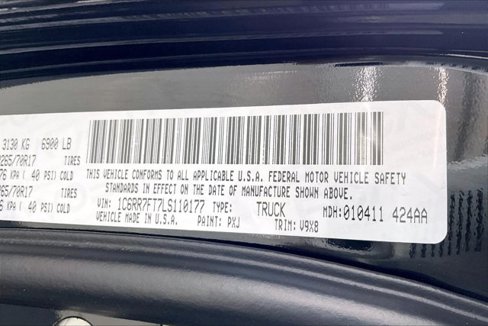 3130 KG 6900 LB
265/70R17 TIRES
76 KPA ( 40 PSI) COLD
265/70R17 TIRES
KPA ( 40 PSI) COLD
THIS VEHICLE CONFORMS TO ALL APPLICABLE U.S.A. FEDERAL MOTOR VEHICLE SAFETY
STANDARDS IN EFFECT ON THE DATE OF MANUFACTURE SHOWN ABOVE.
VIN: 1C6RR7FT7LS110177 TYPE: TRUCK MDH: 010411 424AA
VEHICLE MADE IN U.S.A. PAINT: PXJ TRIM: V9X8